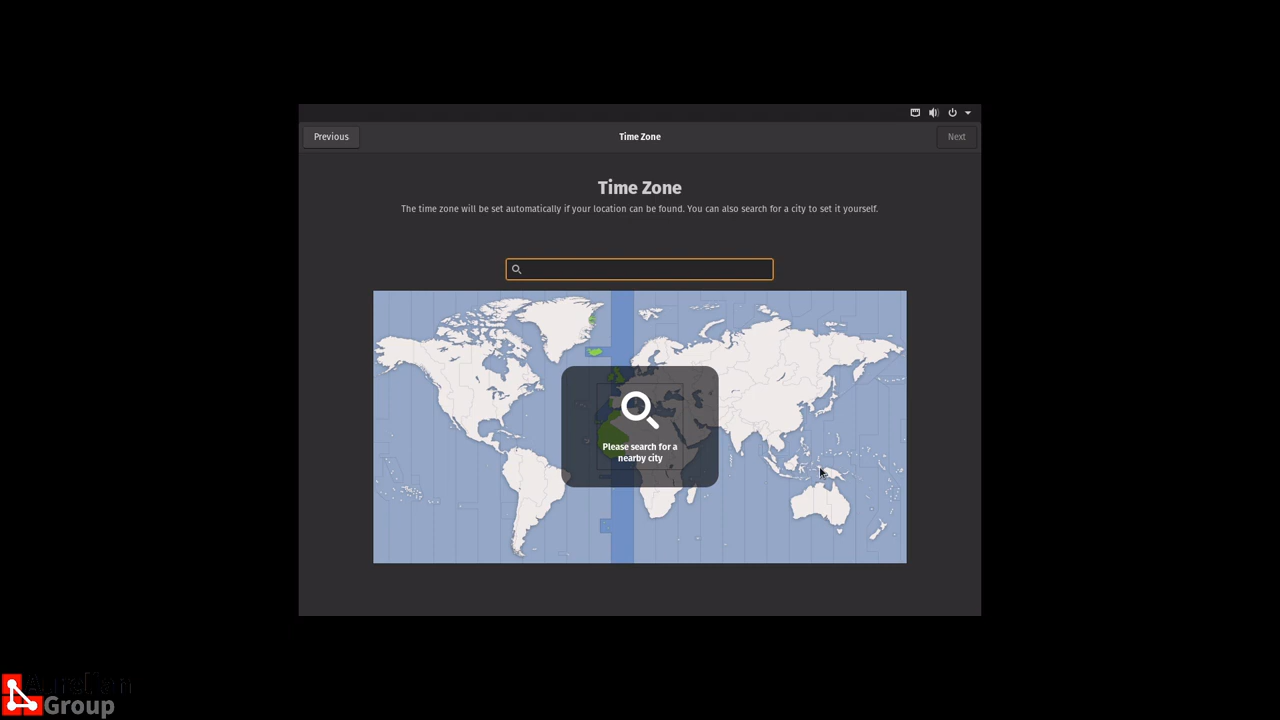 Previous
Time Zone
Next
Time Zone
The time zone will be set automatically if your location can be found. You can also search for a city to set it yourself.
Please search for a
nearby city
Aurelian
Group